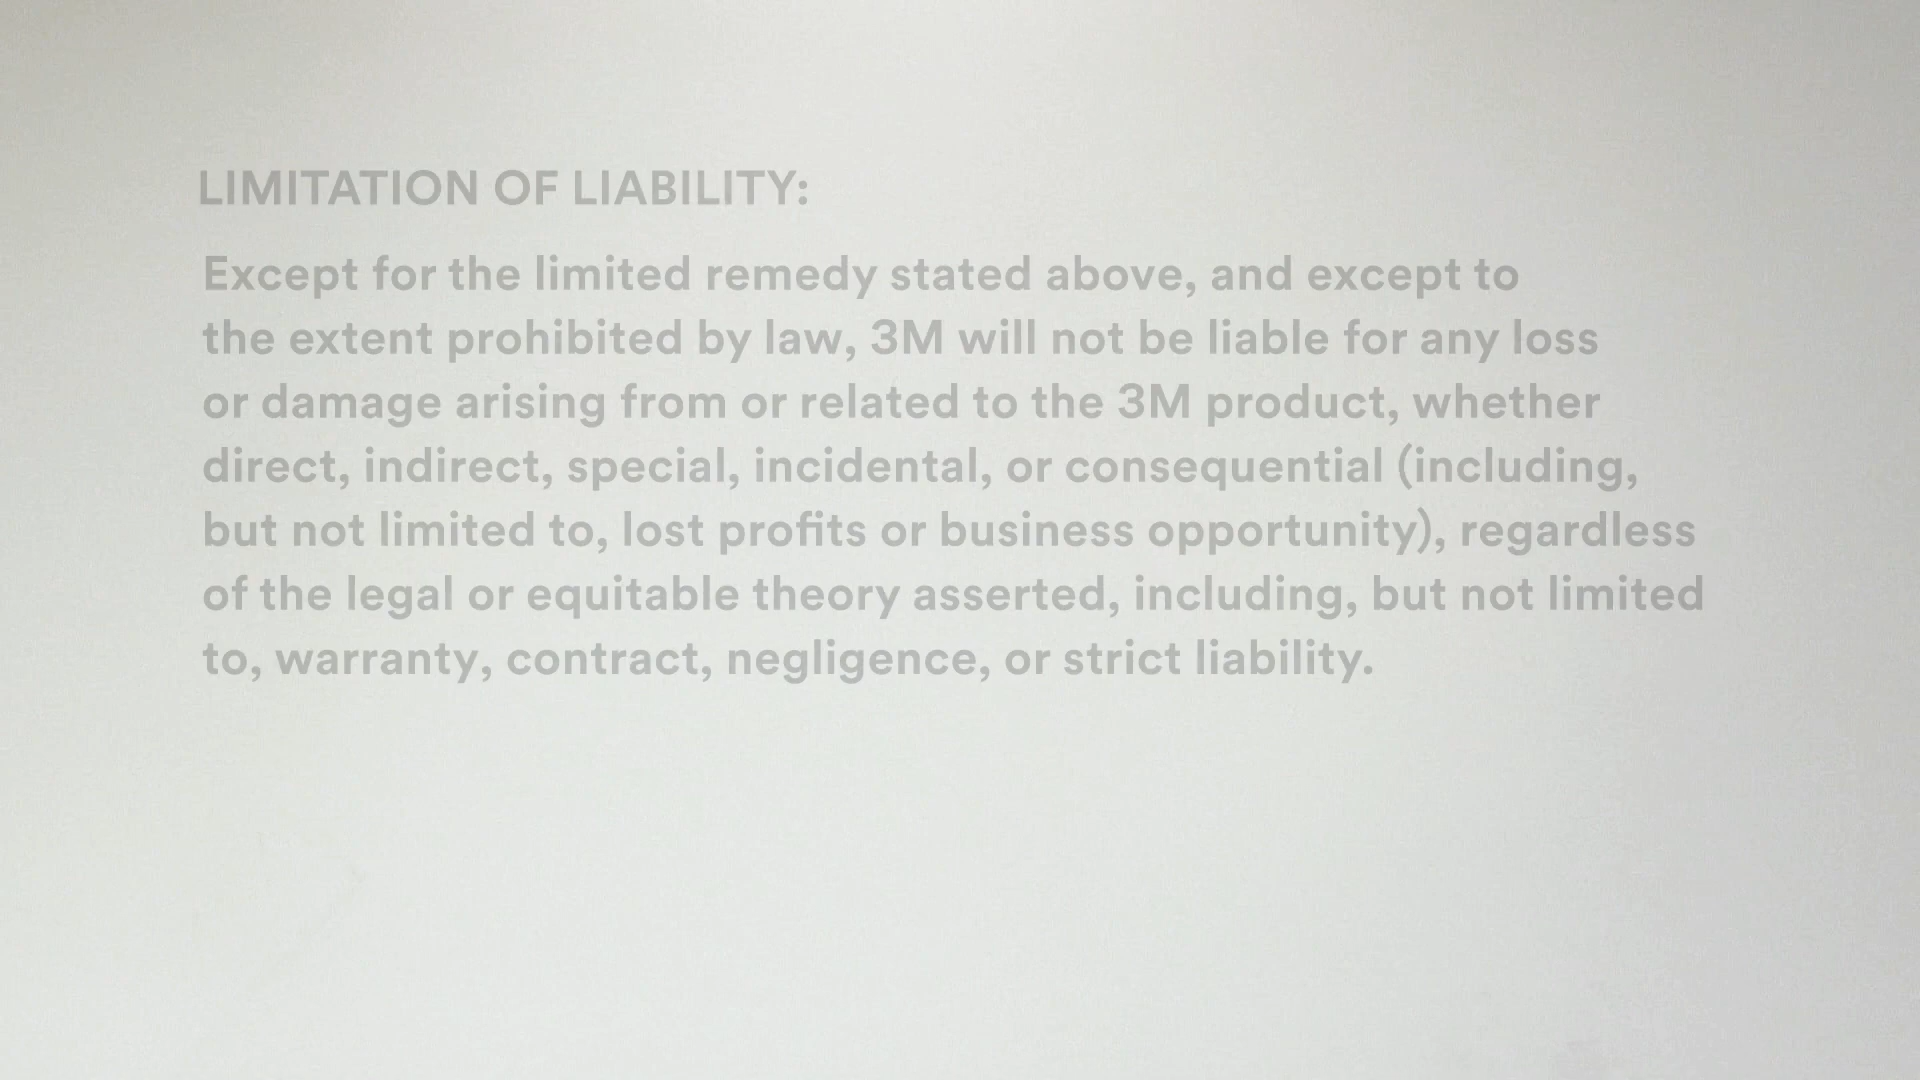 LIMITATION OF LIABILITY:
Except for the limited remedy stated above, and except to
the extent prohibited by law, 3M will not be liable for any loss
or damage arising from or related to the 3M product, whether
direct, indirect, special, incidental, or consequential (including,
but not limited to, lost profits or business opportunity), regardless
of the legal or equitable theory asserted, including, but not limited
to, warranty, contract, negligence, or strict liability.